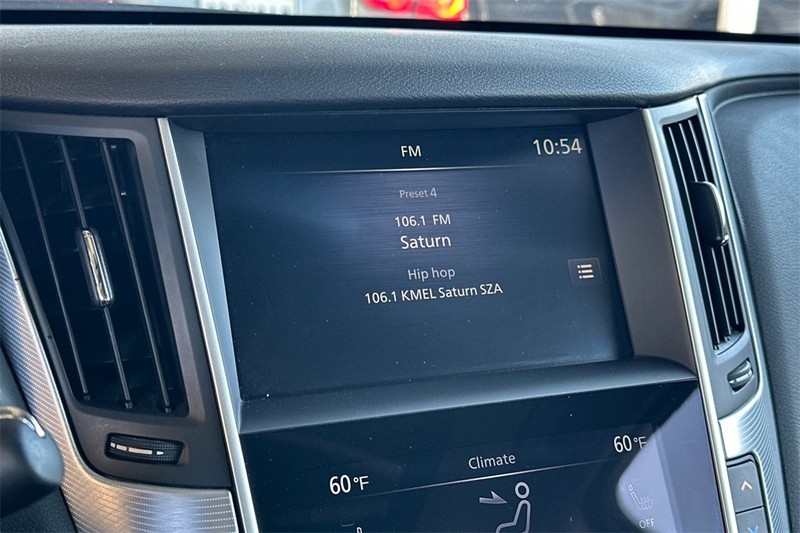 FM 10:54
Preset 4
106.1 FM
Saturn
Hip hop
106.1 KMEL Saturn SZA
60°F Climate 60°F
OFF